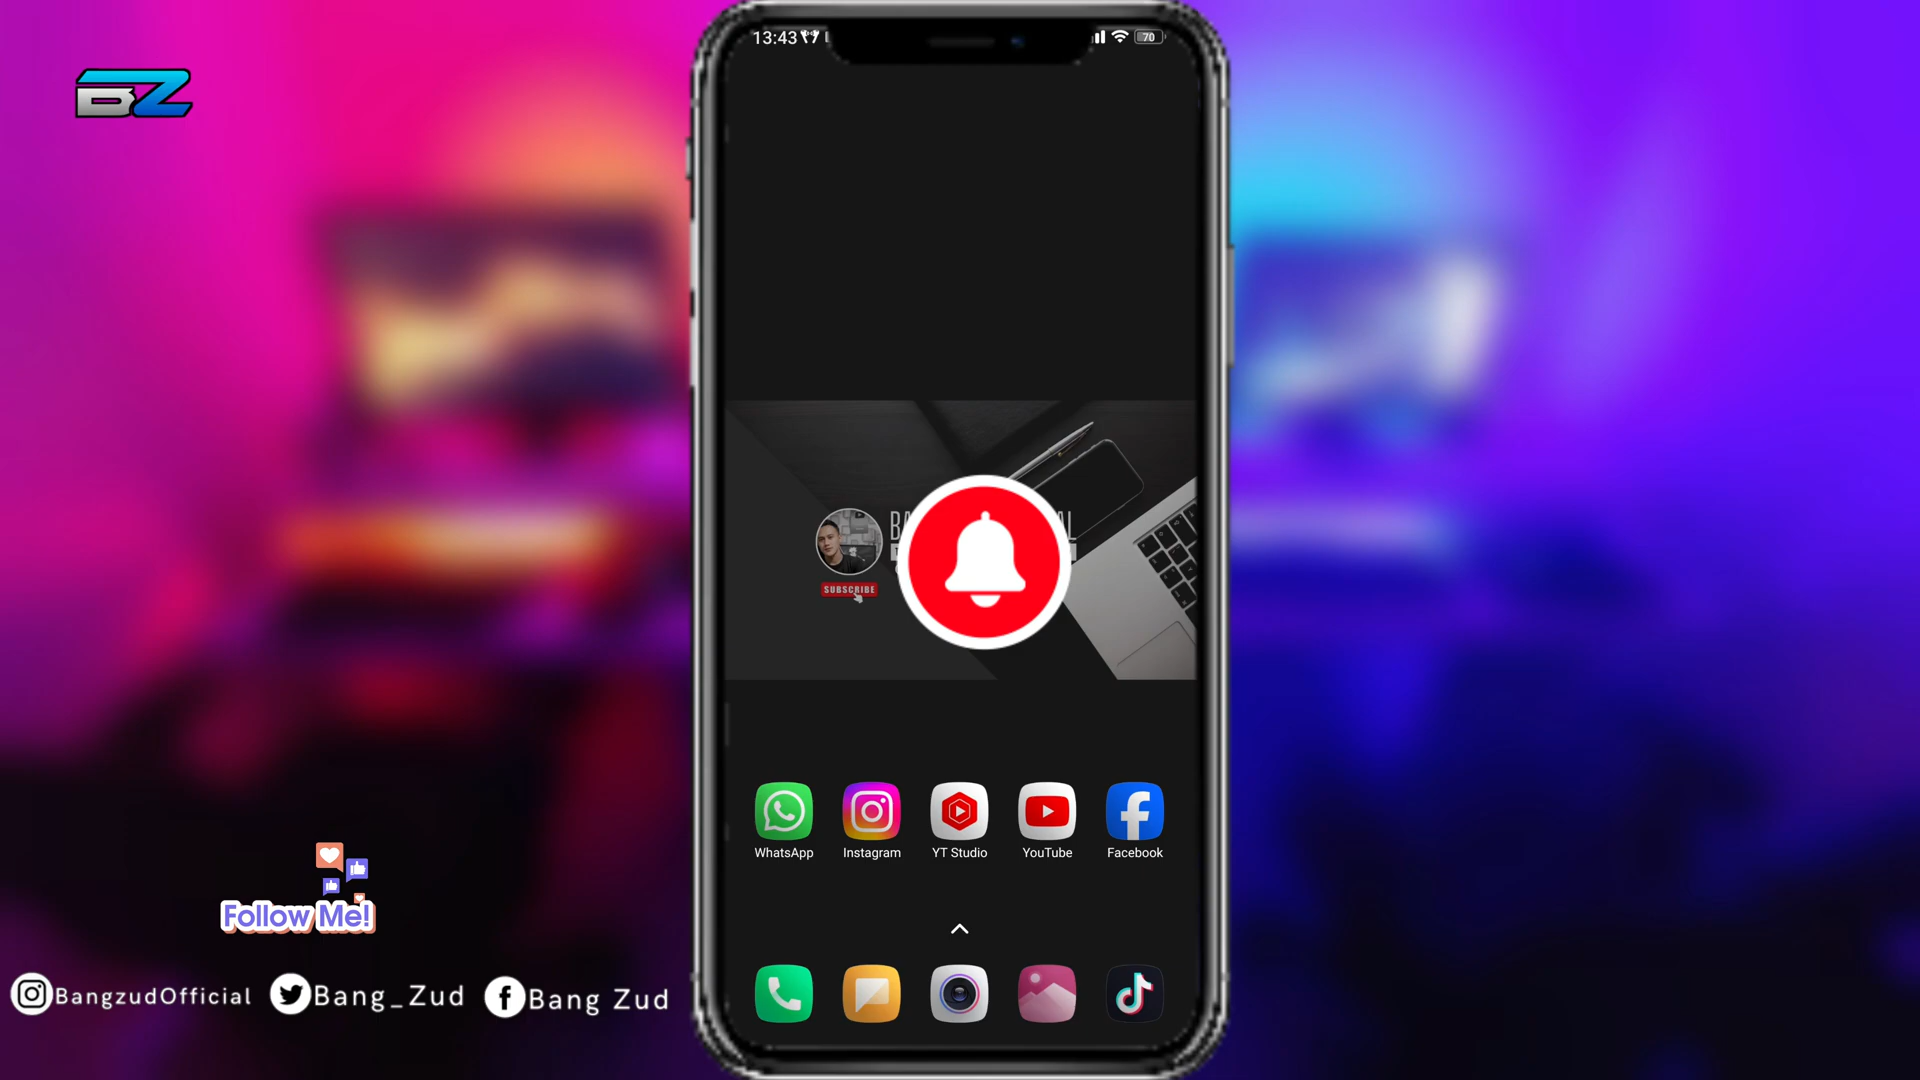 BZ
13:43
70
SUBSCRIBE
WhatsApp
Instagram
YT Studio
YouTube
Facebook
Follow Me!
BangzudOfficial
Bang_Zud
Bang Zud